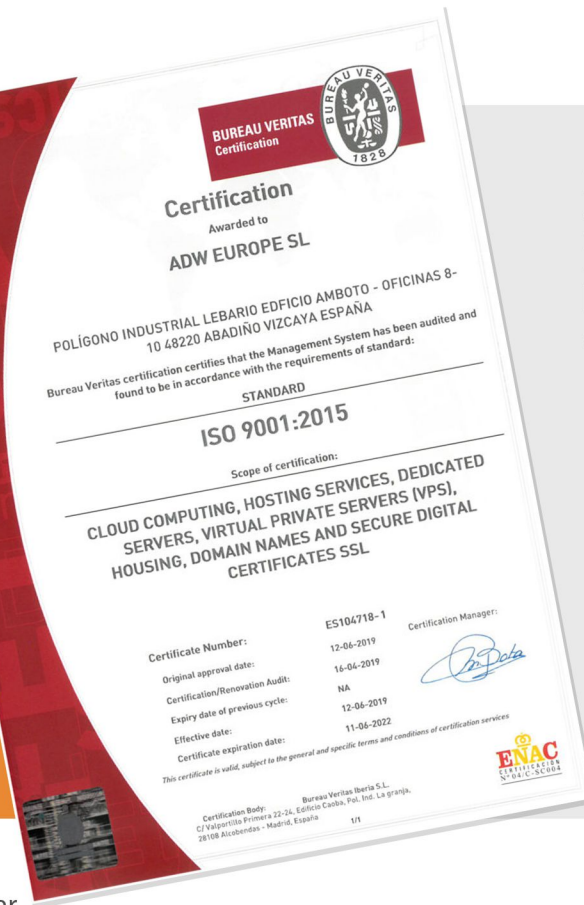 BUREAU VERITAS
Certification
BUREAU VERITAS
1828
Certification
Awarded to
ADW EUROPE SL
POLÍGONO INDUSTRIAL LEBARIO EDFICIO AMBOTO - OFICINAS 8-
10 48220 ABADIÑO VIZCAYA ESPAÑA
Bureau Veritas certification certifies that the Management System has been audited and
found to be in accordance with the requirements of standard:
STANDARD
ISO 9001:2015
Scope of certification:
CLOUD COMPUTING, HOSTING SERVICES, DEDICATED
SERVERS, VIRTUAL PRIVATE SERVERS (VPS),
HOUSING, DOMAIN NAMES AND SECURE DIGITAL
CERTIFICATES SSL
Certificate Number: ES104718-1
Original approval date: 12-06-2019
Certification/Renovation Audit: 16-04-2019
Expiry date of previous cycle: NA
Effective date: 12-06-2019
Certificate expiration date: 11-06-2022
Certification Manager:
This certificate is valid, subject to the general and specific terms and conditions of certification services
ENAC
CERTIFICACIÓN
Nº 04/C-SC004
Certification Body: Bureau Veritas Iberia S.L.
C/ Valportillo Primera 22-24, Edificio Caoba, Pol. Ind. La granja,
28108 Alcobendas - Madrid, España
1/1